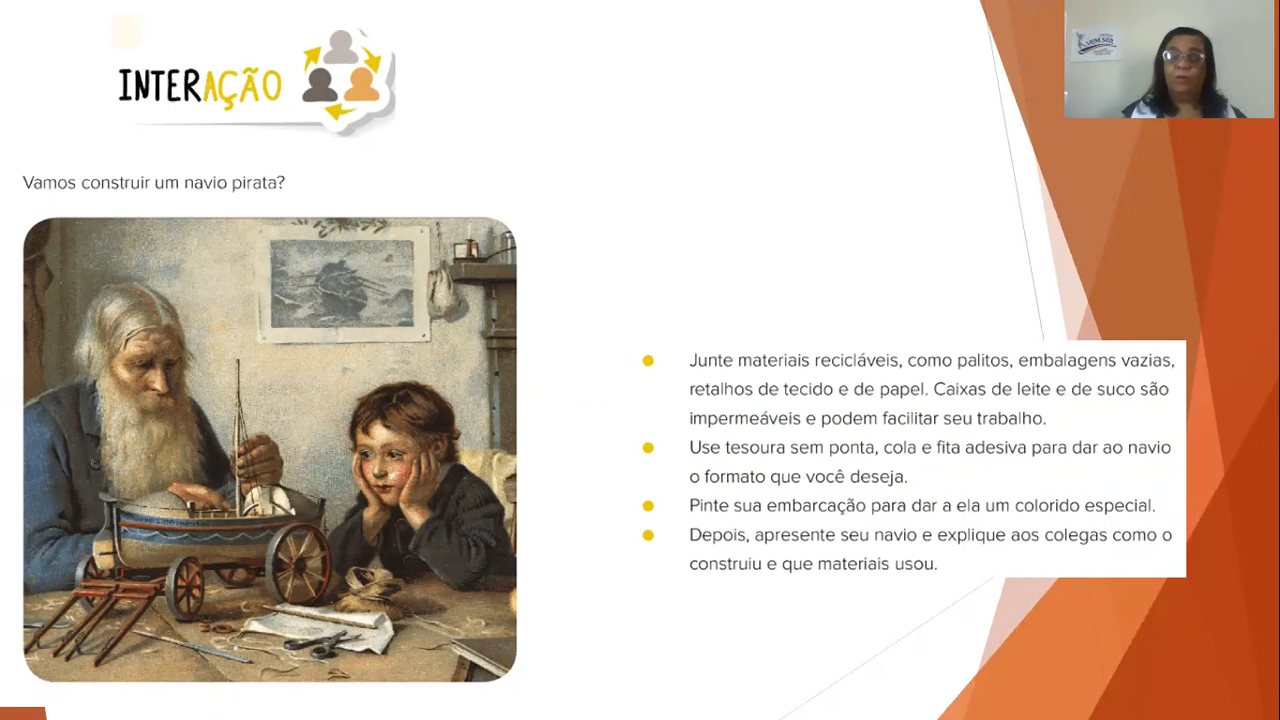 INTERAÇÃO
Vamos construir um navio pirata?
Junte materiais recicláveis, como palitos, embalagens vazias,
retalhos de tecido e de papel. Caixas de leite e de suco são
impermeáveis e podem facilitar seu trabalho.
Use tesoura sem ponta, cola e fita adesiva para dar ao navio
o formato que você deseja.
Pinte sua embarcação para dar a ela um colorido especial.
Depois, apresente seu navio e explique aos colegas como o
construiu e que materiais usou.